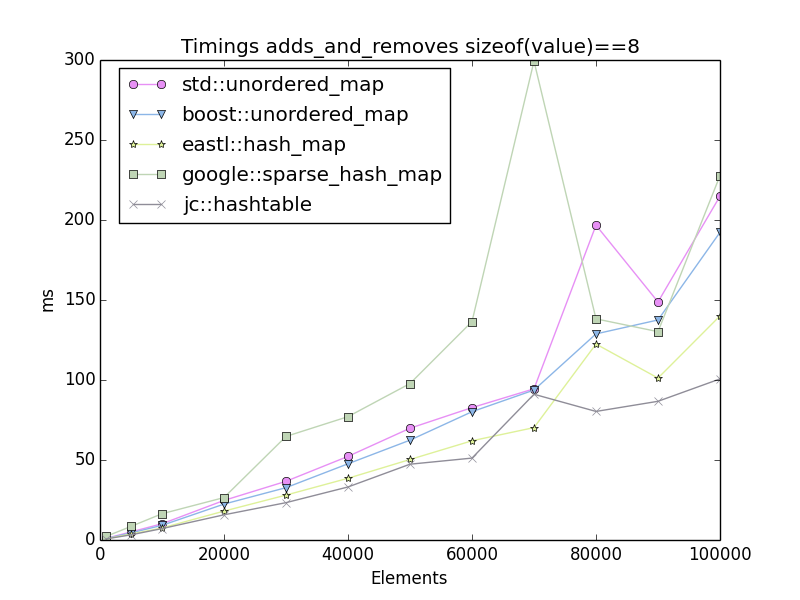 Timings adds_and_removes sizeof(value)==8
300
250
200
150
100
50
0
ms
std::unordered_map
boost::unordered_map
eastl::hash_map
google::sparse_hash_map
jc::hashtable
0 20000 40000 60000 80000 100000
Elements